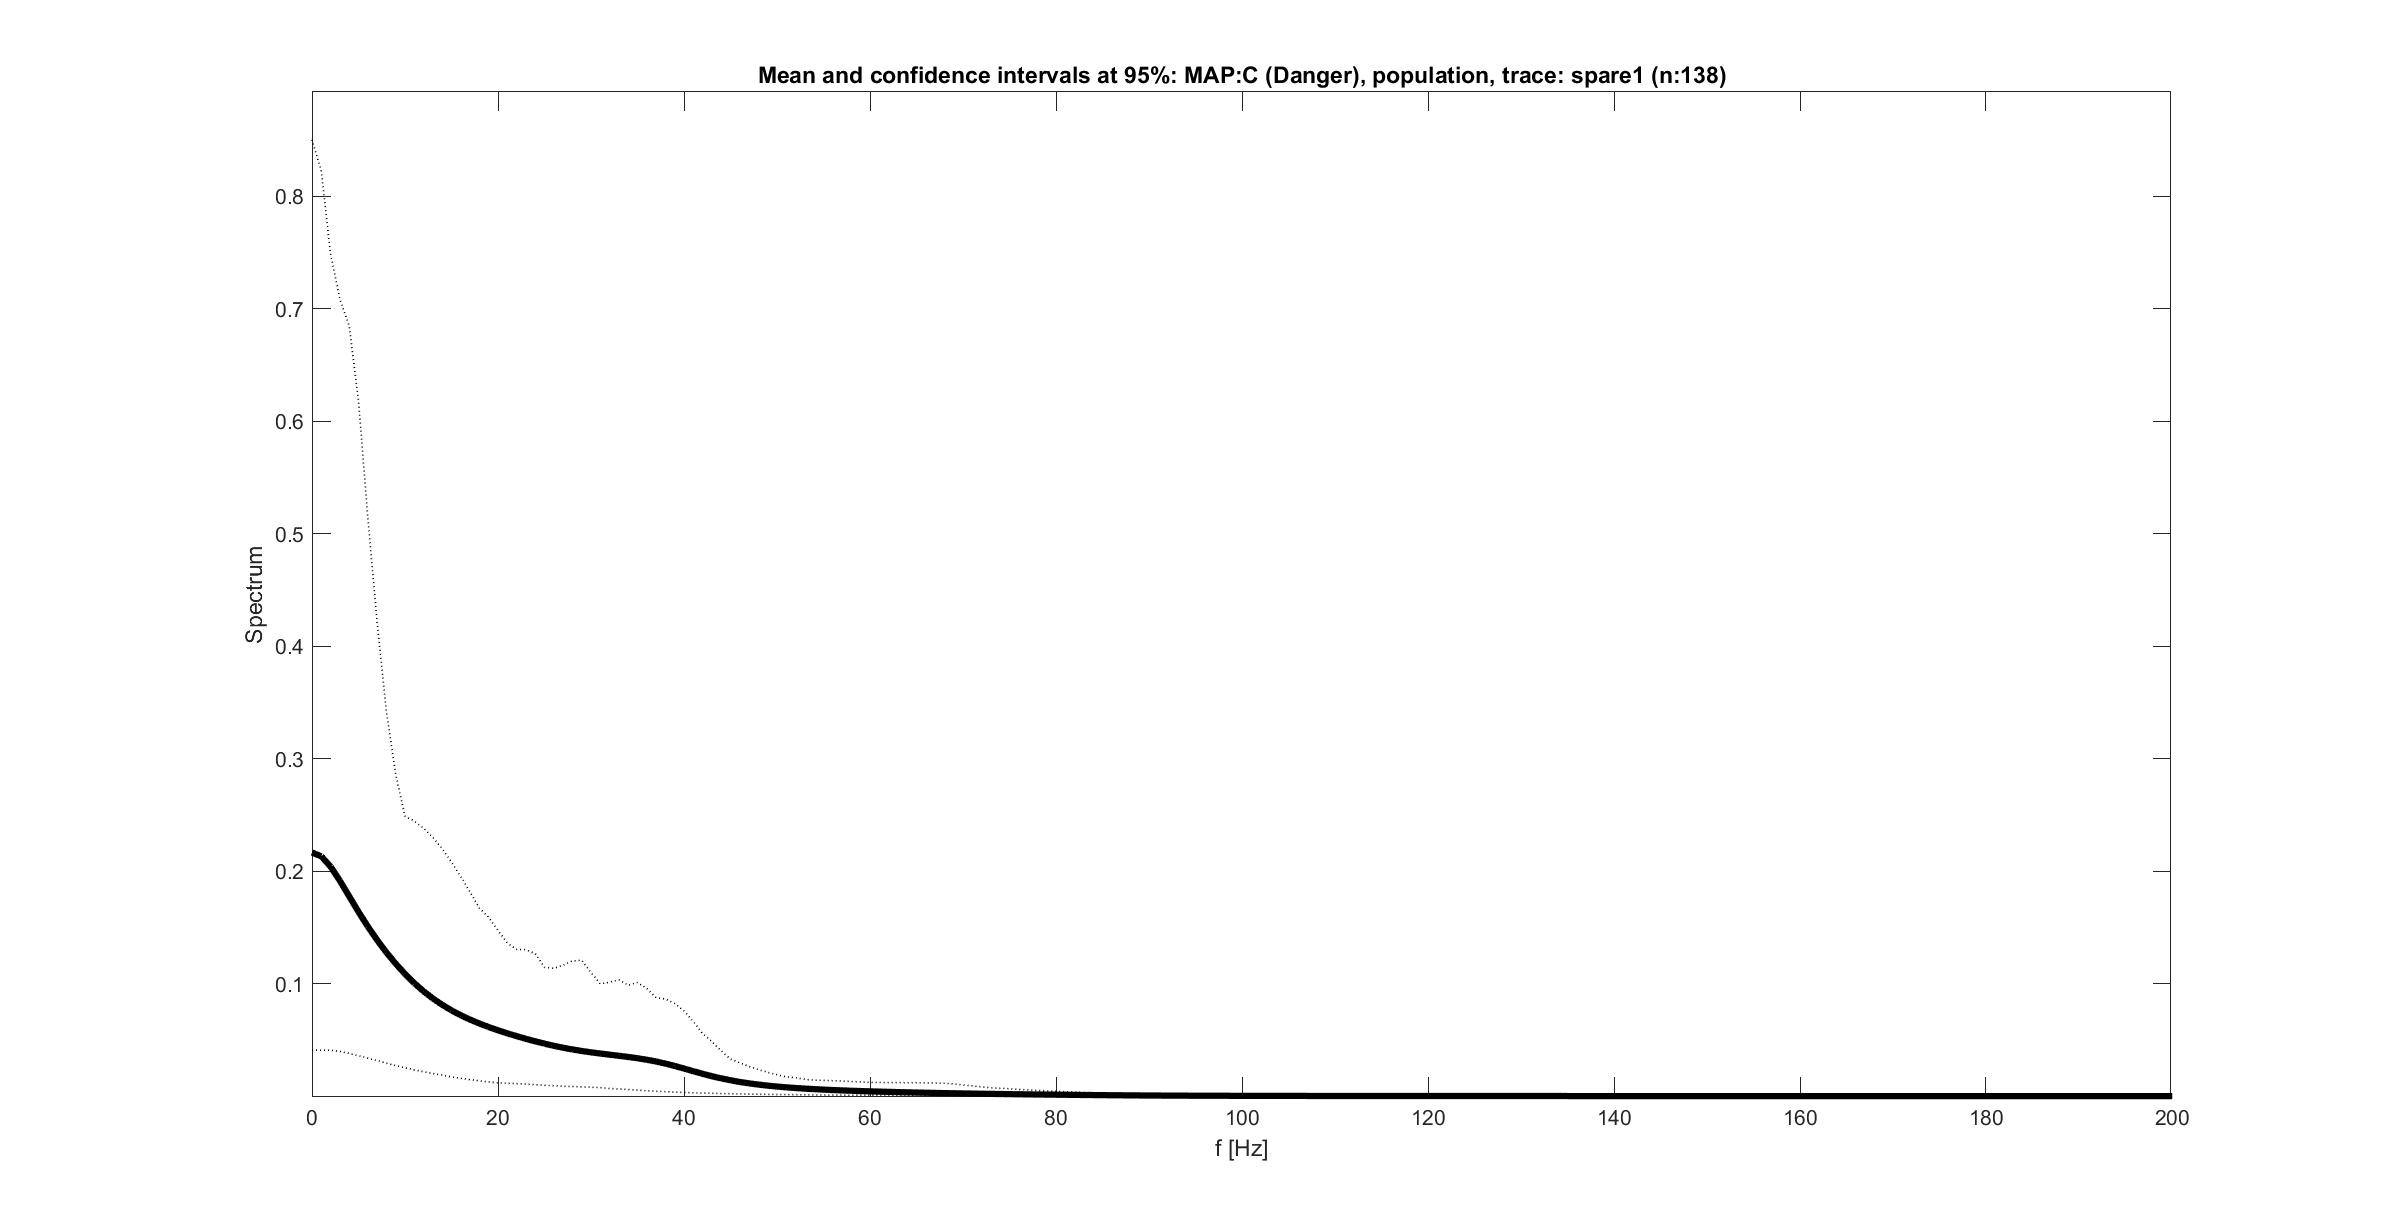 Mean and confidence intervals at 95%: MAP:C (Danger), population, trace: spare1 (n:138)
0.8
0.7
0.6
0.5
Spectrum
0.4
0.3
0.2
0.1
0 20 40 60 80 100 120 140 160 180 200
f [Hz]